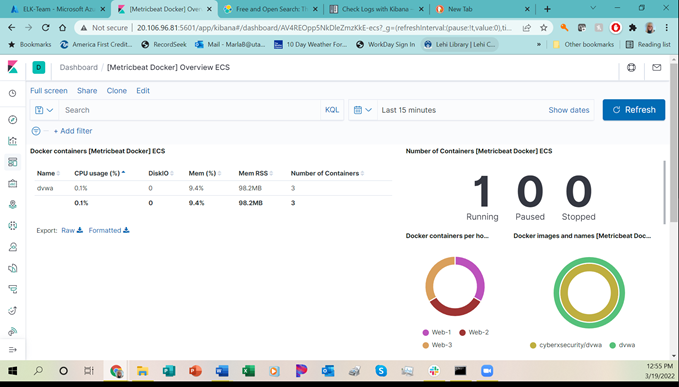 ELK-Team - Microsoft Az
[Metricbeat Docker] Overv
Free and Open Search: Th
Check Logs with Kibana -
New Tab
Not secure
20.106.96.81:5601/app/kibana#/dashboard/AV4REOpp5NkDleZmzKkE-ecs?_g=(refreshInterval:(pause:!t,value:0),ti...
Bookmarks
America First Credit...
RecordSeek
Mail - MarlaB@uta...
10 Day Weather For...
WorkDay Sign In
Lehi Library | Lehi C...
»
Other bookmarks
Reading list
D
Dashboard / [Metricbeat Docker] Overview ECS
Full screen Share Clone Edit
Search
KQL
Last 15 minutes
Show dates
Refresh
+ Add filter
Docker containers [Metricbeat Docker] ECS
Name CPU usage (%) DiskIO Mem (%) Mem RSS Number of Containers
dvwa 0.1% 0 9.4% 98.2MB 3
0.1% 0 9.4% 98.2MB 3
Export: Raw Formatted
Number of Containers [Metricbeat Docker] ECS
1 0 0
Running Paused Stopped
Docker containers per ho...
Web-1 Web-2
Web-3
Docker images and names [Metricbeat Doc...
cyberxsecurity/dvwa dvwa
12:55 PM
3/19/2022